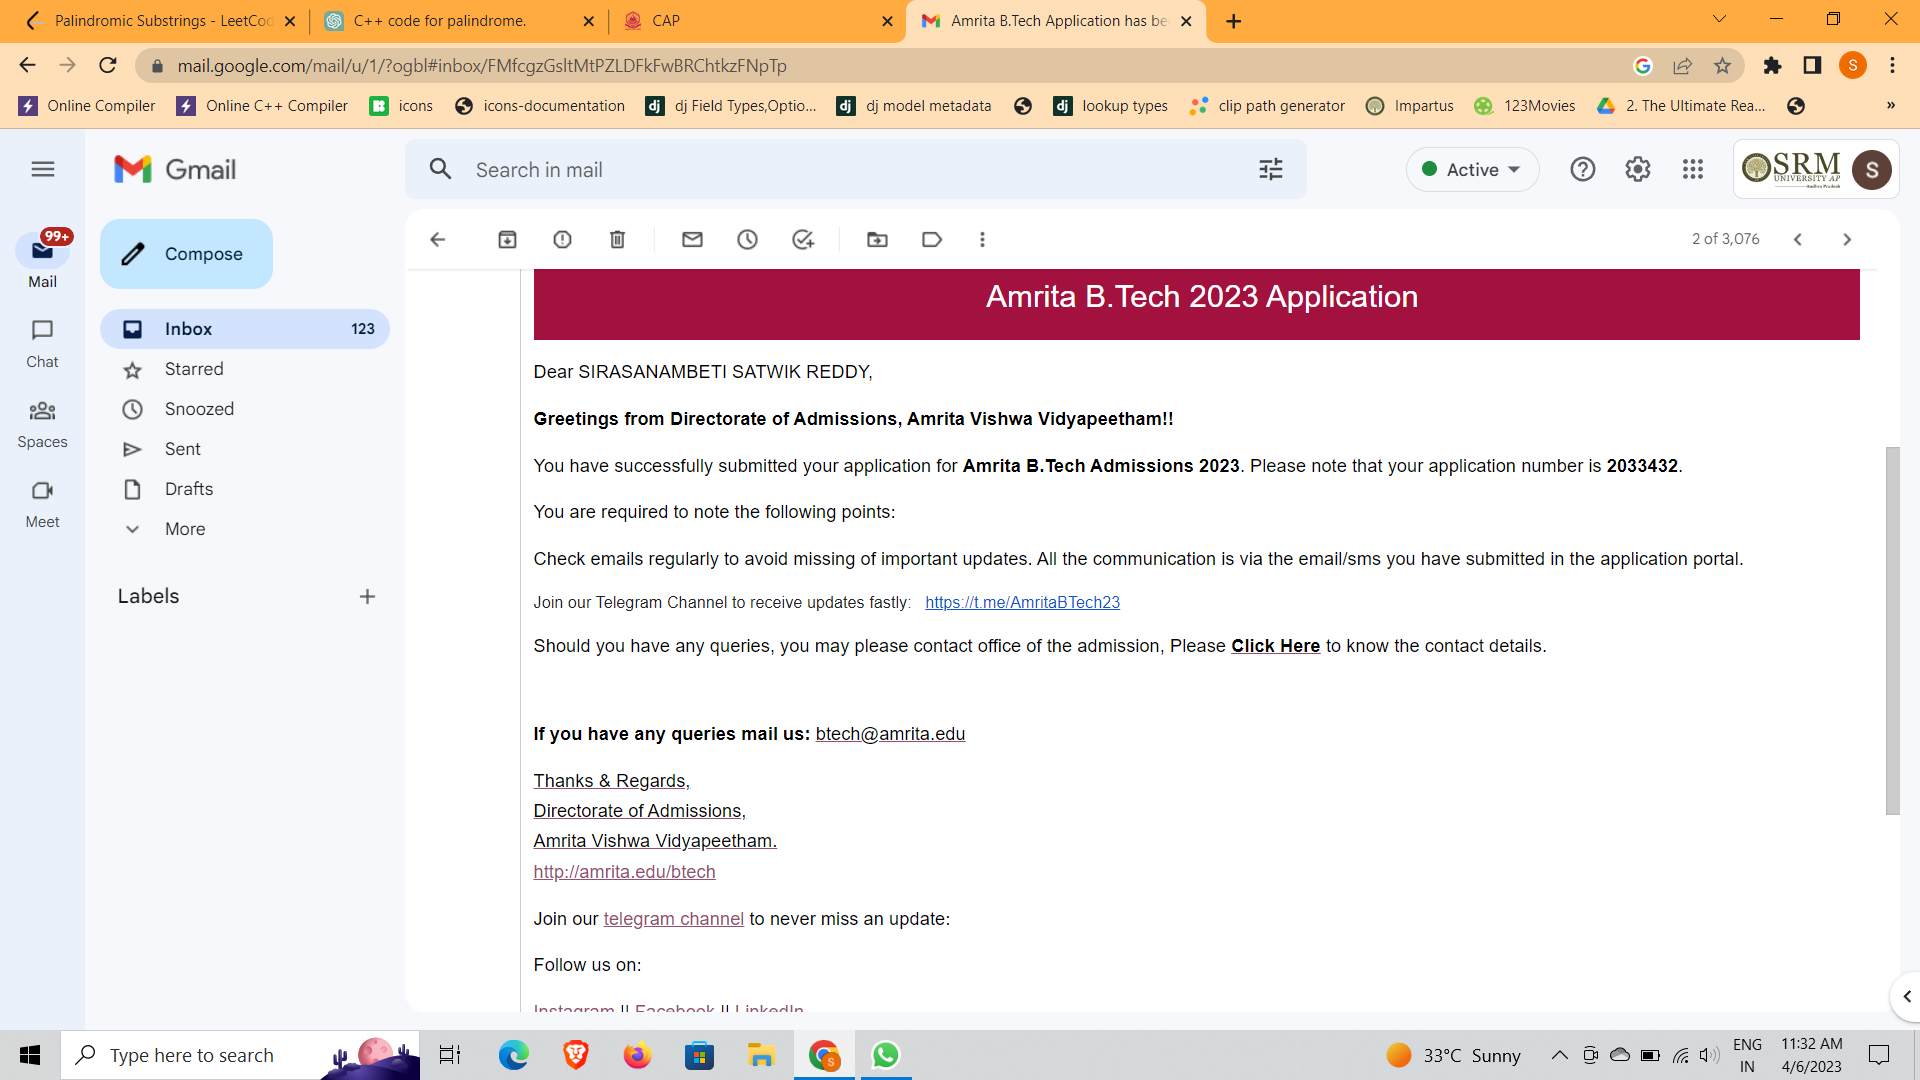 Palindromic Substrings - LeetCod
C++ code for palindrome.
CAP
Amrita B.Tech Application has be
mail.google.com/mail/u/1/?ogbl#inbox/FMfcgzGsltMtPZLDFkFwBRChtkzFNpTp
S
Online Compiler
Online C++ Compiler
icons
icons-documentation
dj dj Field Types,Optio...
dj dj model metadata
dj lookup types
clip path generator
Impartus
123Movies
2. The Ultimate Rea...
»
Gmail
Search in mail
Active
SRM
UNIVERSITY AP
Andhra Pradesh
S
99+
Mail
Chat
Spaces
Meet
Compose
Inbox 123
Starred
Snoozed
Sent
Drafts
More
Labels
2 of 3,076
Amrita B.Tech 2023 Application
Dear SIRASANAMBETI SATWIK REDDY,
Greetings from Directorate of Admissions, Amrita Vishwa Vidyapeetham!!
You have successfully submitted your application for Amrita B.Tech Admissions 2023. Please note that your application number is 2033432.
You are required to note the following points:
Check emails regularly to avoid missing of important updates. All the communication is via the email/sms you have submitted in the application portal.
Join our Telegram Channel to receive updates fastly: https://t.me/AmritaBTech23
Should you have any queries, you may please contact office of the admission, Please Click Here to know the contact details.
If you have any queries mail us: btech@amrita.edu
Thanks & Regards,
Directorate of Admissions,
Amrita Vishwa Vidyapeetham.
http://amrita.edu/btech
Join our telegram channel to never miss an update:
Follow us on:
Instagram || Facebook || LinkedIn
Type here to search
S
33°C Sunny
ENG
IN
11:32 AM
4/6/2023